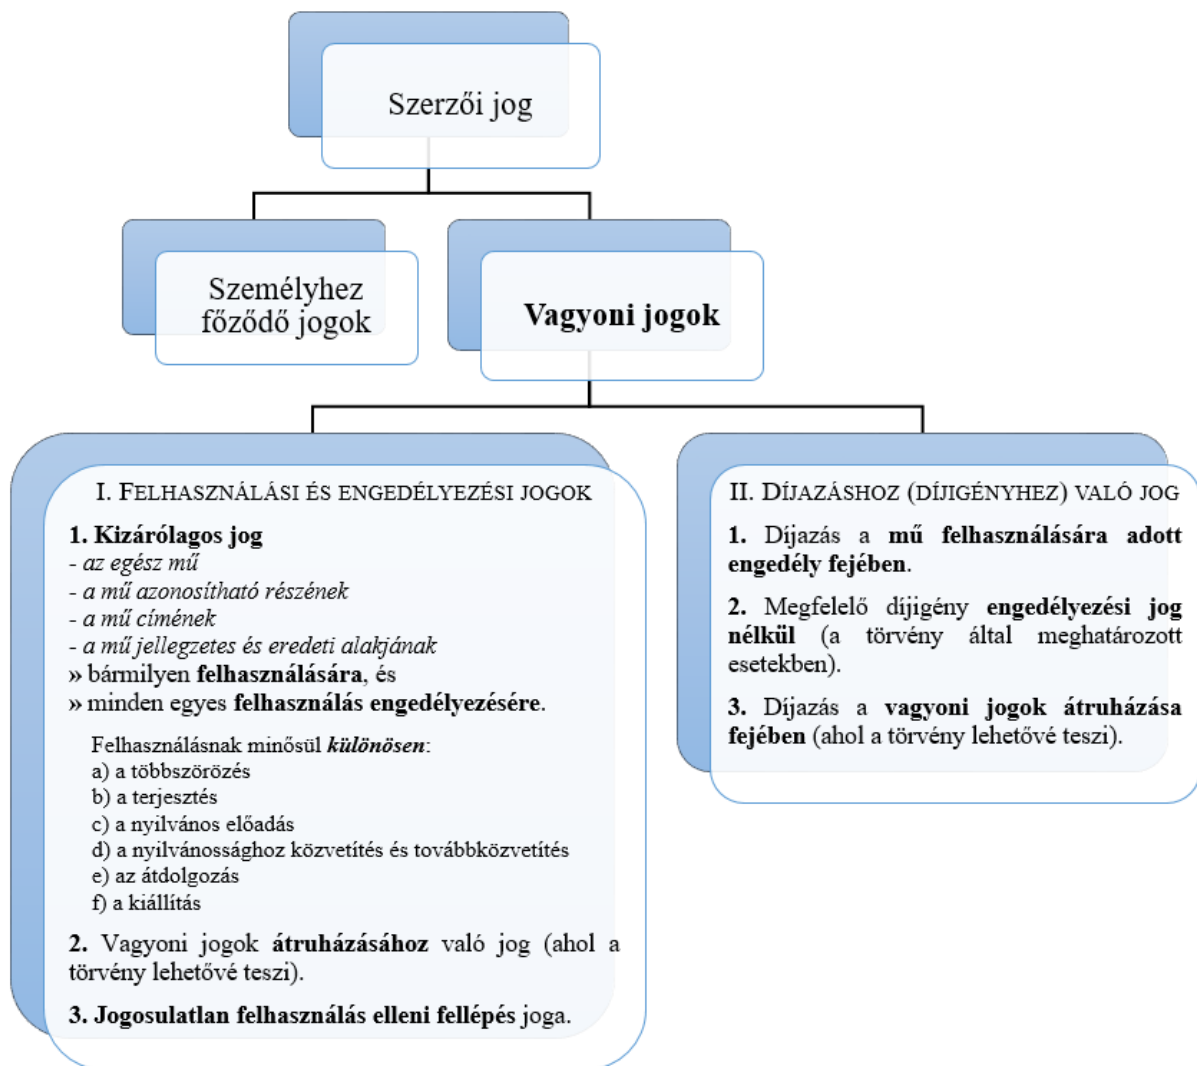 Szerzői jog
Személyhez
főződő jogok
Vagyoni jogok
I. FELHASZNÁLÁSI ÉS ENGEDÉLYEZÉSI JOGOK
1. Kizárólagos jog
- az egész mű
- a mű azonosítható részének
- a mű címének
- a mű jellegzetes és eredeti alakjának
» bármilyen felhasználására, és
» minden egyes felhasználás engedélyezésére.
Felhasználásnak minősül különösen:
a) a többszörözés
b) a terjesztés
c) a nyilvános előadás
d) a nyilvánossághoz közvetítés és továbbközvetítés
e) az átdolgozás
f) a kiállítás
2. Vagyoni jogok átruházásához való jog (ahol a
törvény lehetővé teszi).
3. Jogosulatlan felhasználás elleni fellépés joga.
II. DÍJAZÁSHOZ (DÍJIGÉNYHEZ) VALÓ JOG
1. Díjazás a mű felhasználására adott
engedély fejében.
2. Megfelelő díjigény engedélyezési jog
nélkül (a törvény által meghatározott
esetekben).
3. Díjazás a vagyoni jogok átruházása
fejében (ahol a törvény lehetővé teszi).